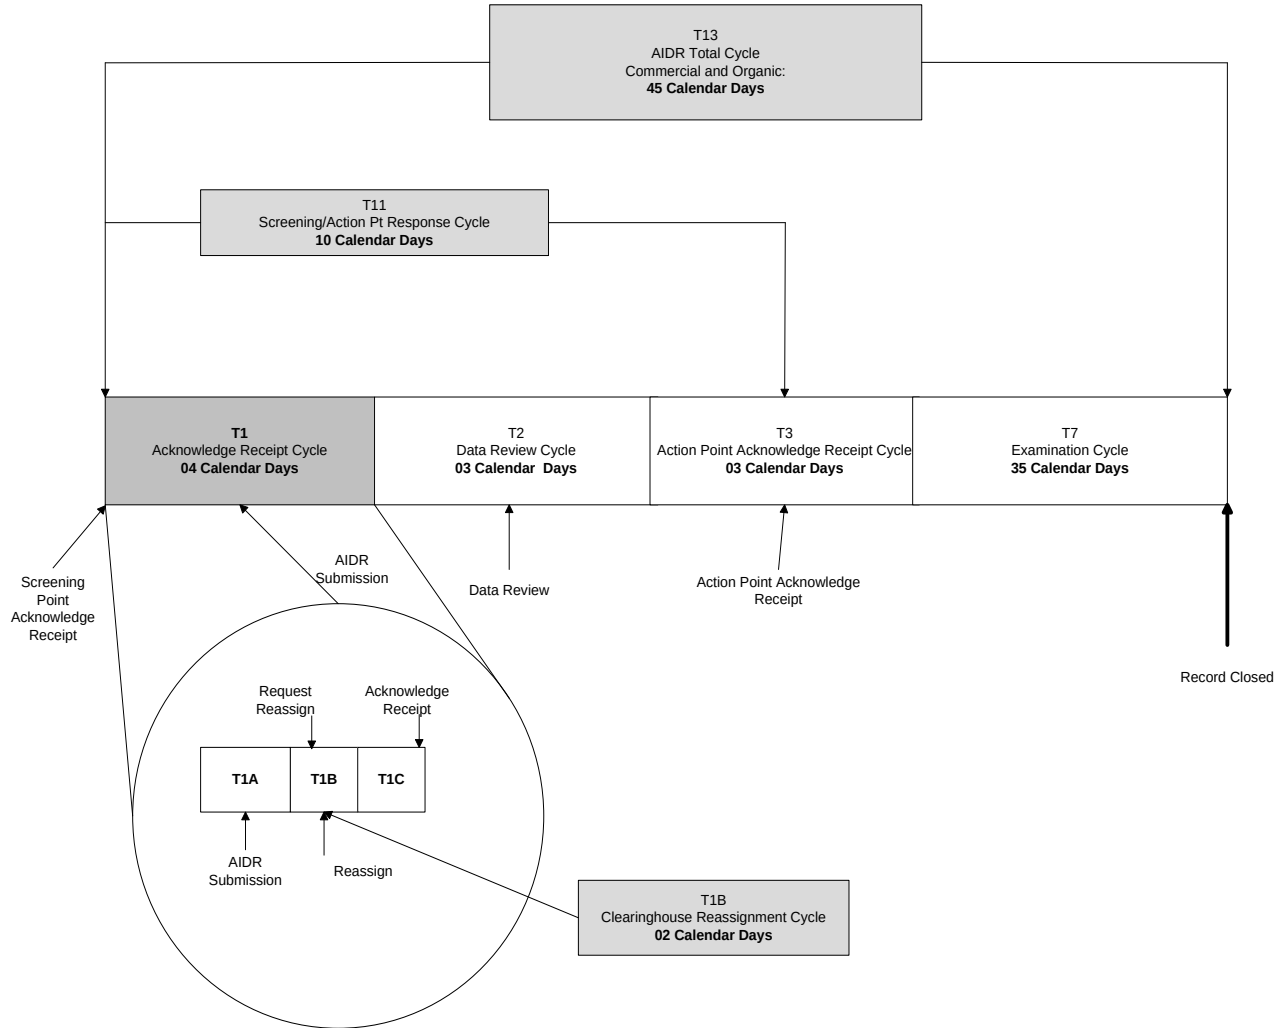 T13
AIDR Total Cycle
Commercial and Organic:
45 Calendar Days
T11
Screening/Action Pt Response Cycle
10 Calendar Days
T1
Acknowledge Receipt Cycle
04 Calendar Days
T2
Data Review Cycle
03 Calendar Days
T3
Action Point Acknowledge Receipt Cycle
03 Calendar Days
T7
Examination Cycle
35 Calendar Days
Screening
Point
Acknowledge
Receipt
AIDR
Submission
Data Review
Action Point Acknowledge
Receipt
Record Closed
Request
Reassign
Acknowledge
Receipt
T1A
T1B
T1C
AIDR
Submission
Reassign
T1B
Clearinghouse Reassignment Cycle
02 Calendar Days